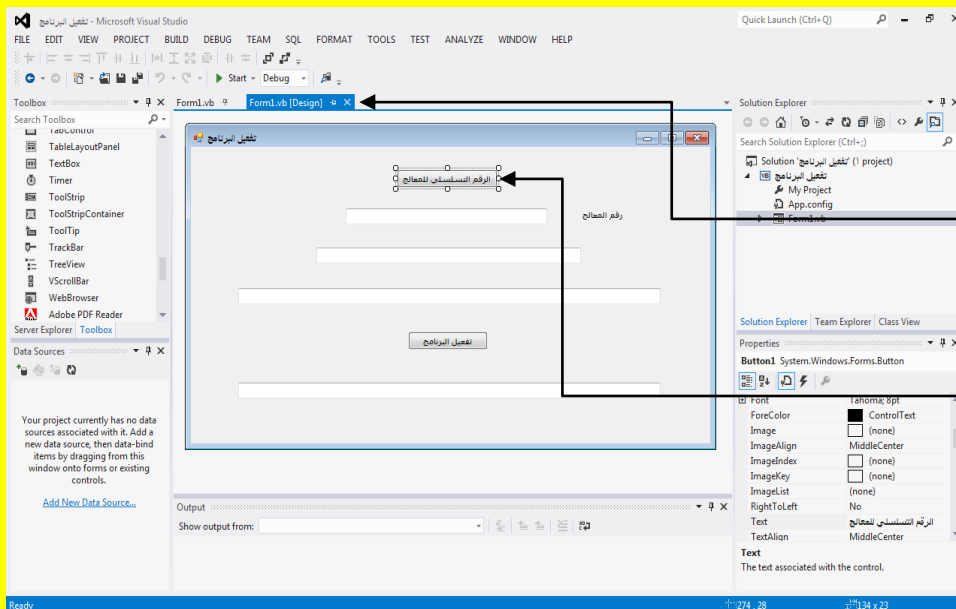 تفعيل البرنامج - Microsoft Visual Studio
Quick Launch (Ctrl+Q)
FILE EDIT VIEW PROJECT BUILD DEBUG TEAM SQL FORMAT TOOLS TEST ANALYZE WINDOW HELP
Start Debug
Toolbox
Search Toolbox
TabControl
TableLayoutPanel
TextBox
Timer
ToolStrip
ToolStripContainer
ToolTip
TrackBar
TreeView
VScrollBar
WebBrowser
Adobe PDF Reader
Server Explorer Toolbox
Data Sources
Your project currently has no data
sources associated with it. Add a
new data source, then data-bind
items by dragging from this
window onto forms or existing
controls.
Add New Data Source...
Form1.vb Form1.vb [Design]
تفعيل البرنامج
الرقم التسلسلي للمعالج
رقم المعالج
تفعيل البرنامج
Output
Show output from:
Solution Explorer
Search Solution Explorer (Ctrl+;)
Solution 'تفعيل البرنامج' (1 project)
تفعيل البرنامج
My Project
App.config
Form1.vb
Solution Explorer Team Explorer Class View
Properties
Button1 System.Windows.Forms.Button
Font Tahoma; 8pt
ForeColor ControlText
Image (none)
ImageAlign MiddleCenter
ImageIndex (none)
ImageKey (none)
ImageList (none)
RightToLeft No
Text الرقم التسلسلي للمعالج
TextAlign MiddleCenter
Text
The text associated with the control.
Ready 274 , 28 134 x 23